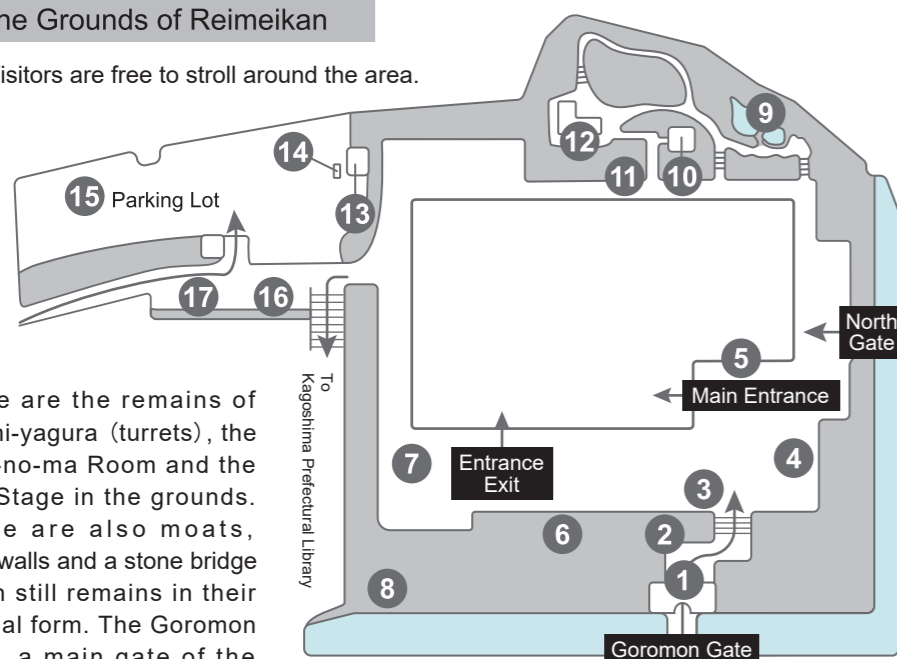 he Grounds of Reimeikan
isitors are free to stroll around the area.
9
12
14
11
10
15 Parking Lot
13
17
16
North
Gate
5
Main Entrance
To
Kagoshima Prefectural Library
e are the remains of
ni-yagura (turrets), the
-no-ma Room and the
Stage in the grounds.
e are also moats,
walls and a stone bridge
n still remains in their
al form. The Goromon
, a main gate of the
7
Entrance
Exit
4
3
6
2
1
8
Goromon Gate